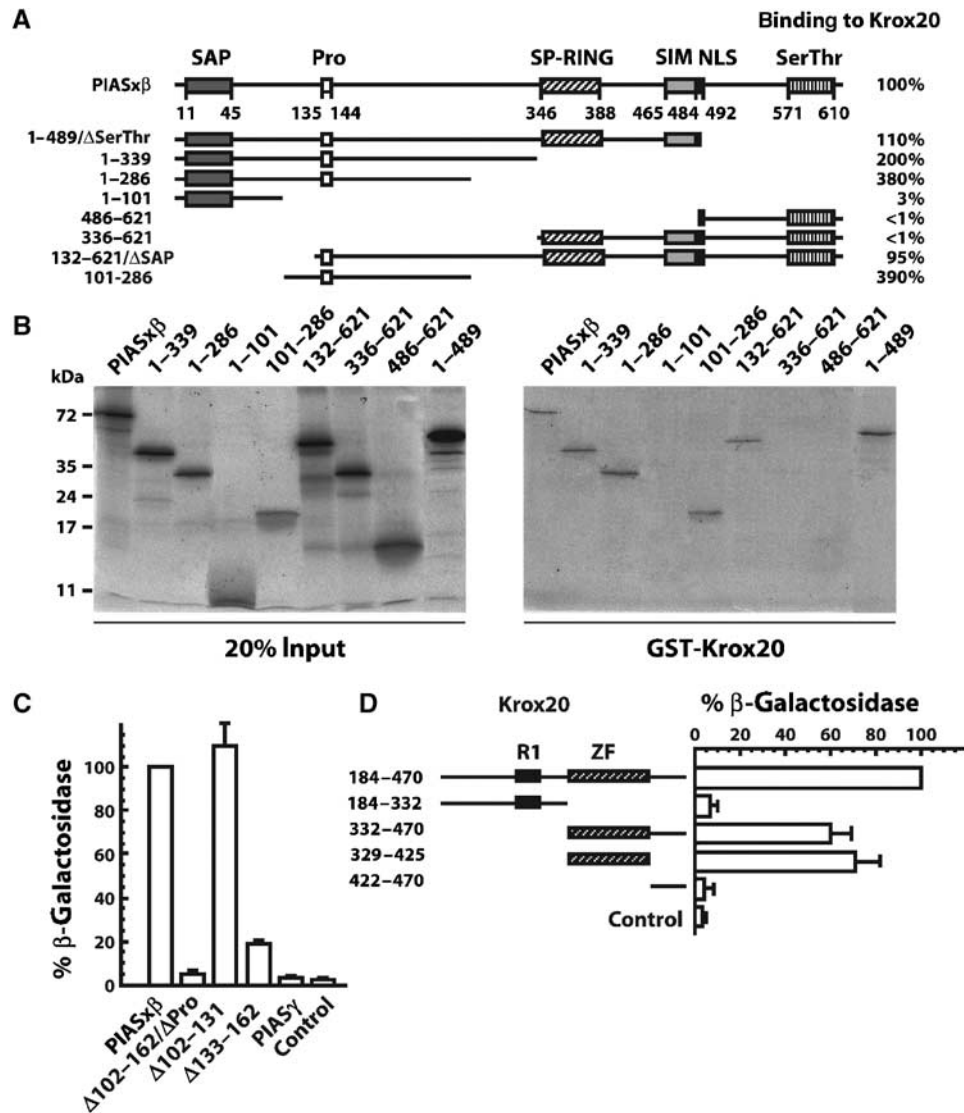 A
Binding to Krox20
SAP Pro SP-RING SIM NLS SerThr
PIASxβ 100%
11 45 135 144 346 388 465 484 492 571 610
1–489/ΔSerThr 110%
1–339 200%
1–286 380%
1–101 3%
486–621 <1%
336–621 <1%
132–621/ΔSAP 95%
101-286 390%
B
PIASxβ 1–339 1–286 1–101 101–286 132–621 336–621 486–621 1–489
PIASxβ 1–339 1–286 1–101 101–286 132–621 336–621 486–621 1–489
kDa
72
35
24
17
11
20% Input
GST-Krox20
C
% β-Galactosidase
100
80
60
40
20
0
PIASxβ
Δ102–162/ΔPro
Δ102–131
Δ133–162
PIASγ
Control
D
Krox20
% β-Galactosidase
R1 ZF
0 20 40 60 80 100
184–470
184–332
332–470
329–425
422–470
Control